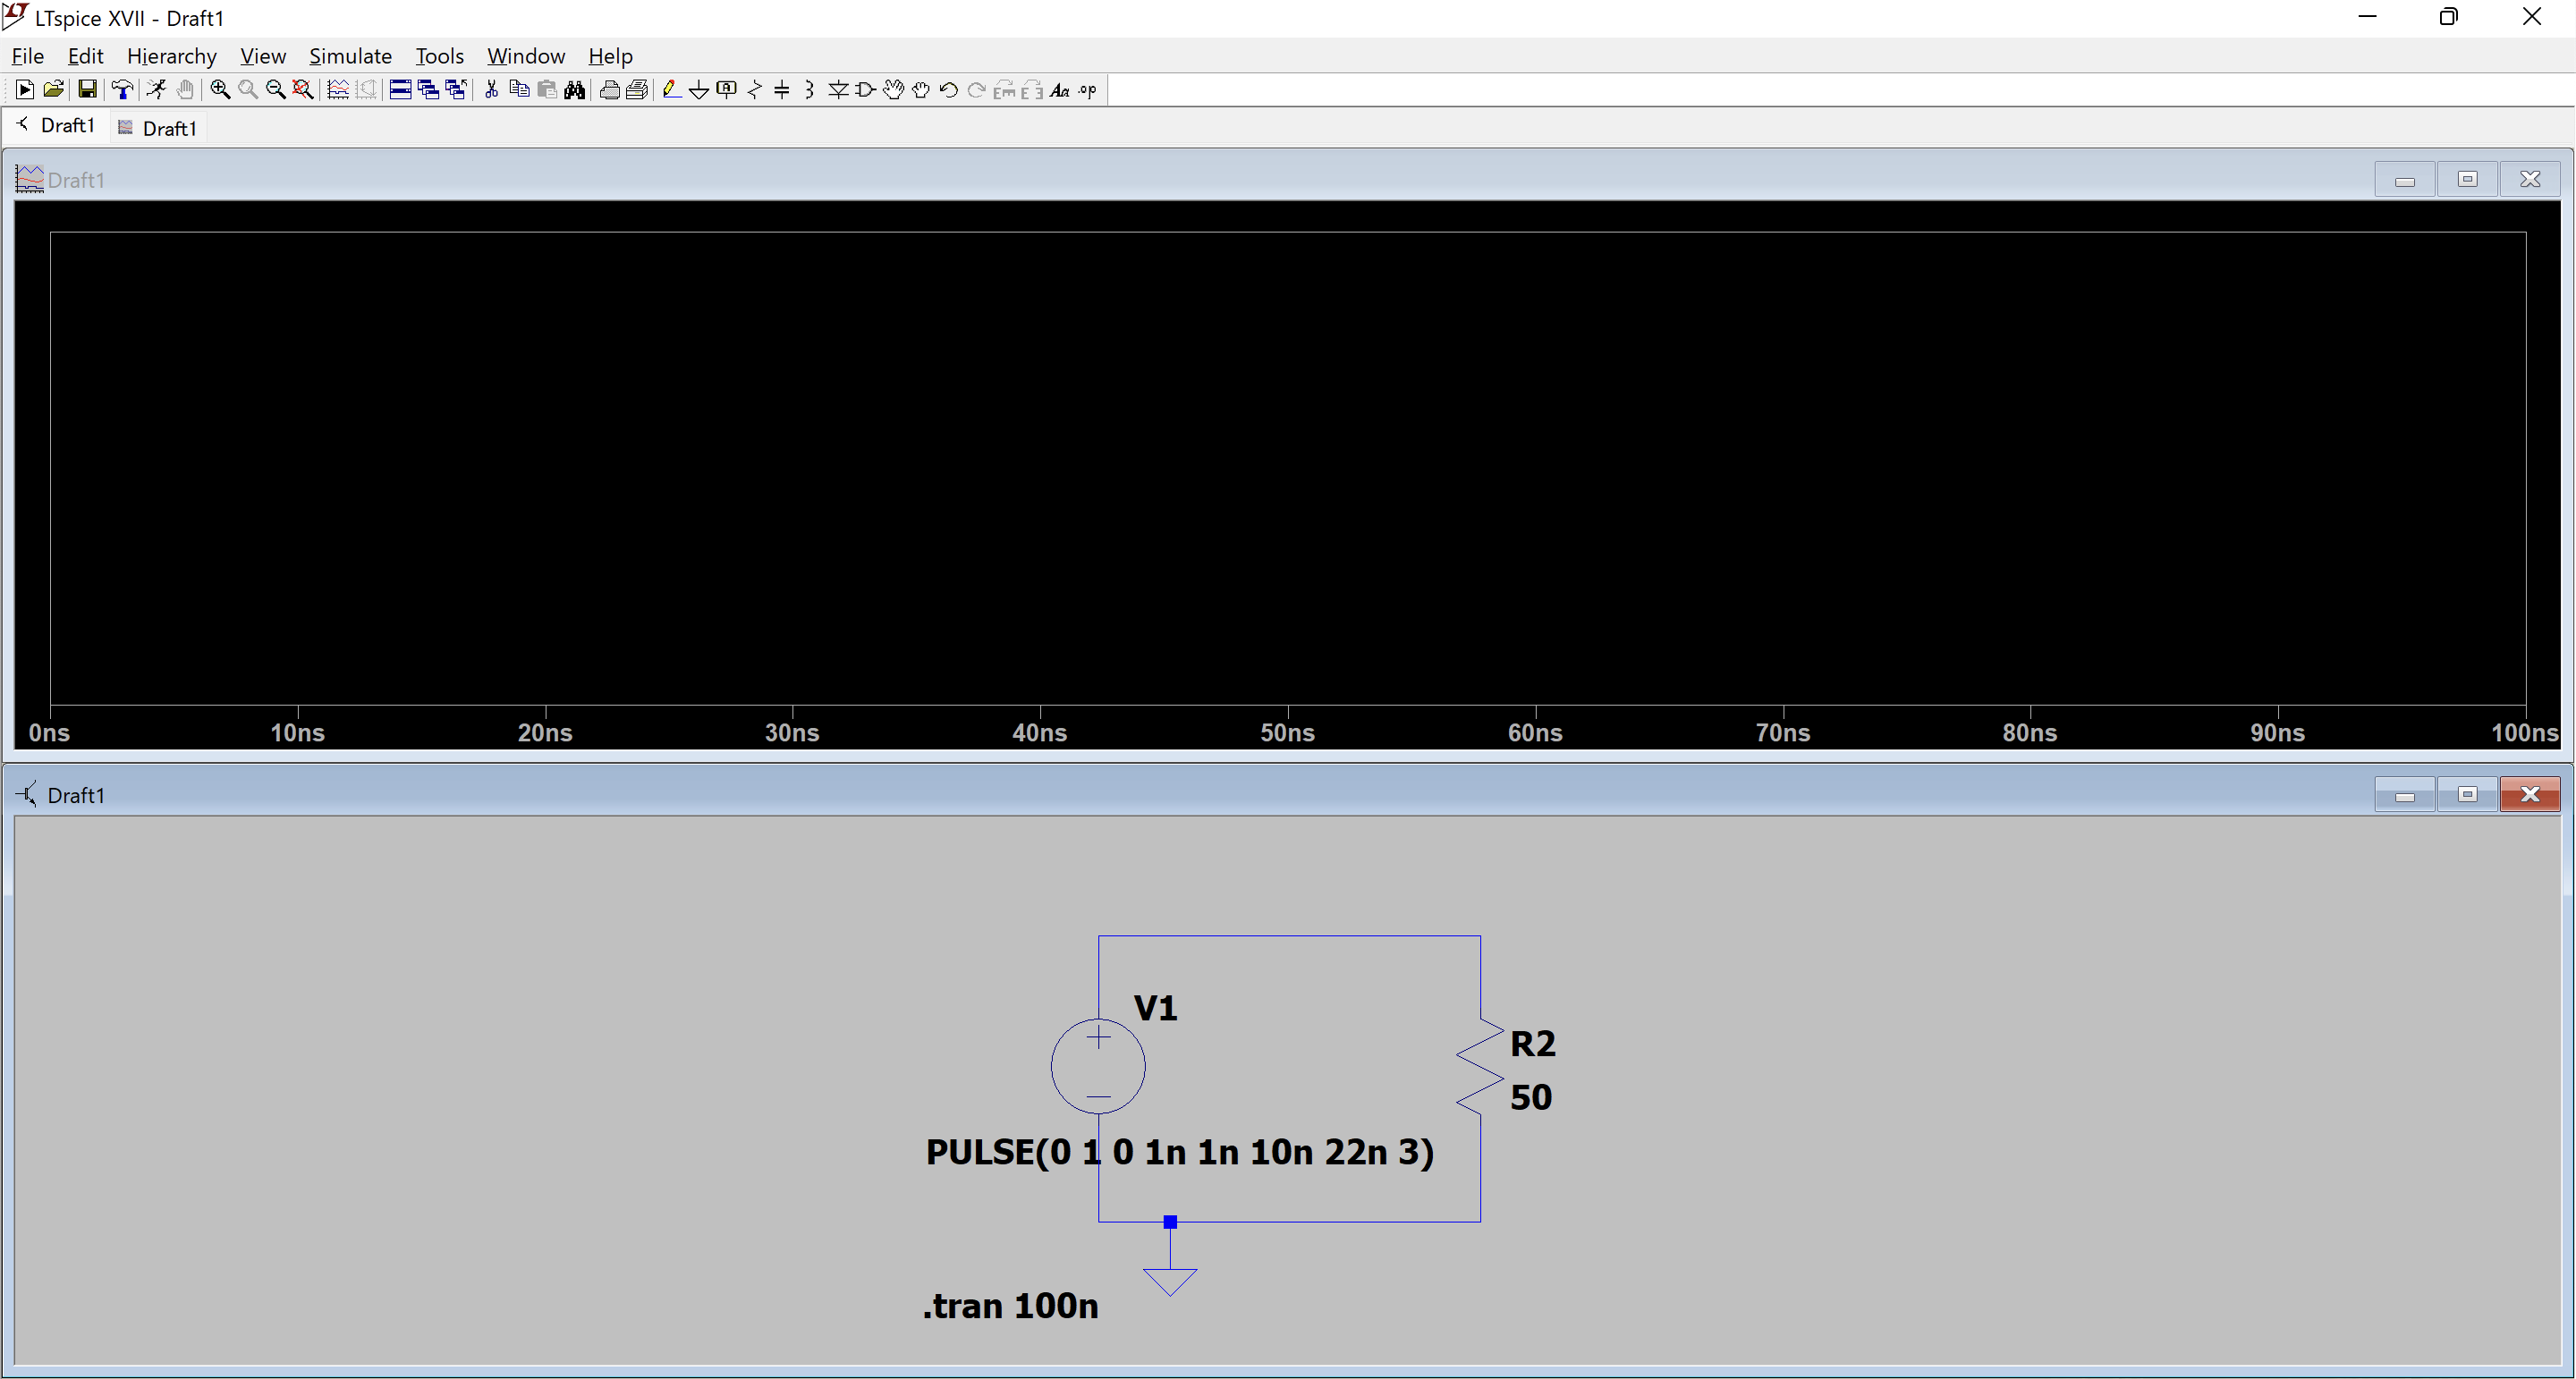 LTspice XVII - Draft1
File Edit Hierarchy View Simulate Tools Window Help
Draft1 Draft1
Draft1
0ns 10ns 20ns 30ns 40ns 50ns 60ns 70ns 80ns 90ns 100ns
Draft1
V1
R2
50
PULSE(0 1 0 1n 1n 10n 22n 3)
.tran 100n